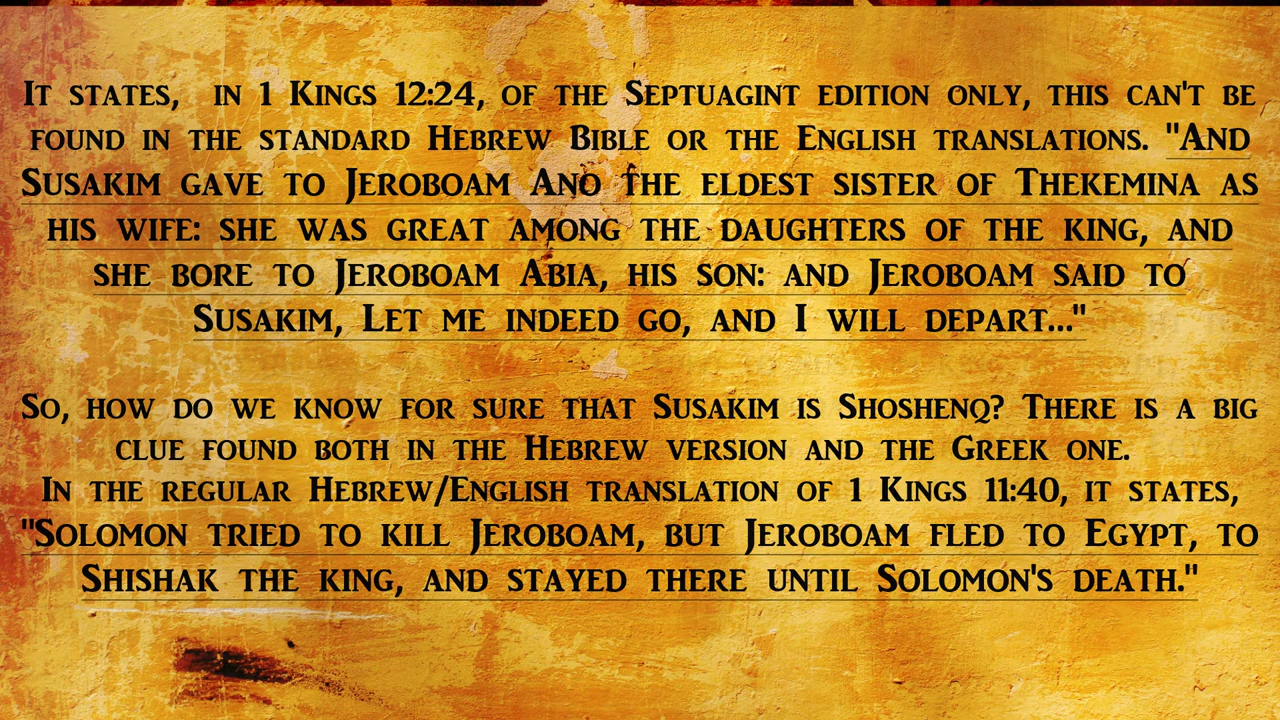 It states, in 1 Kings 12:24, of the Septuagint edition only, this can't be
found in the standard Hebrew Bible or the English translations. "And
Susakim gave to Jeroboam Ano the eldest sister of Thekemina as
his wife: she was great among the daughters of the king, and
she bore to Jeroboam Abia, his son: and Jeroboam said to
Susakim, Let me indeed go, and I will depart..."
So, how do we know for sure that Susakim is Shoshenq? There is a big
clue found both in the Hebrew version and the Greek one.
In the regular Hebrew/English translation of 1 Kings 11:40, it states,
"Solomon tried to kill Jeroboam, but Jeroboam fled to Egypt, to
Shishak the king, and stayed there until Solomon's death."